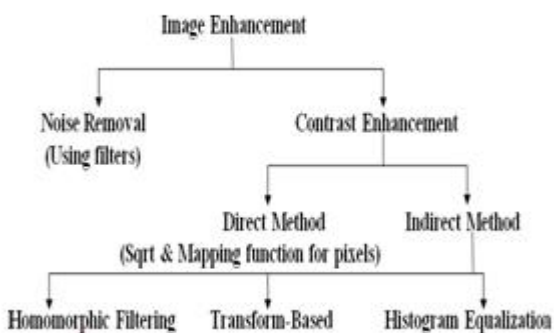 Image Enhancement
Noise Removal
(Using filters)
Contrast Enhancement
Direct Method
(Sqrt & Mapping function for pixels)
Indirect Method
Homomorphic Filtering
Transform-Based
Histogram Equalization